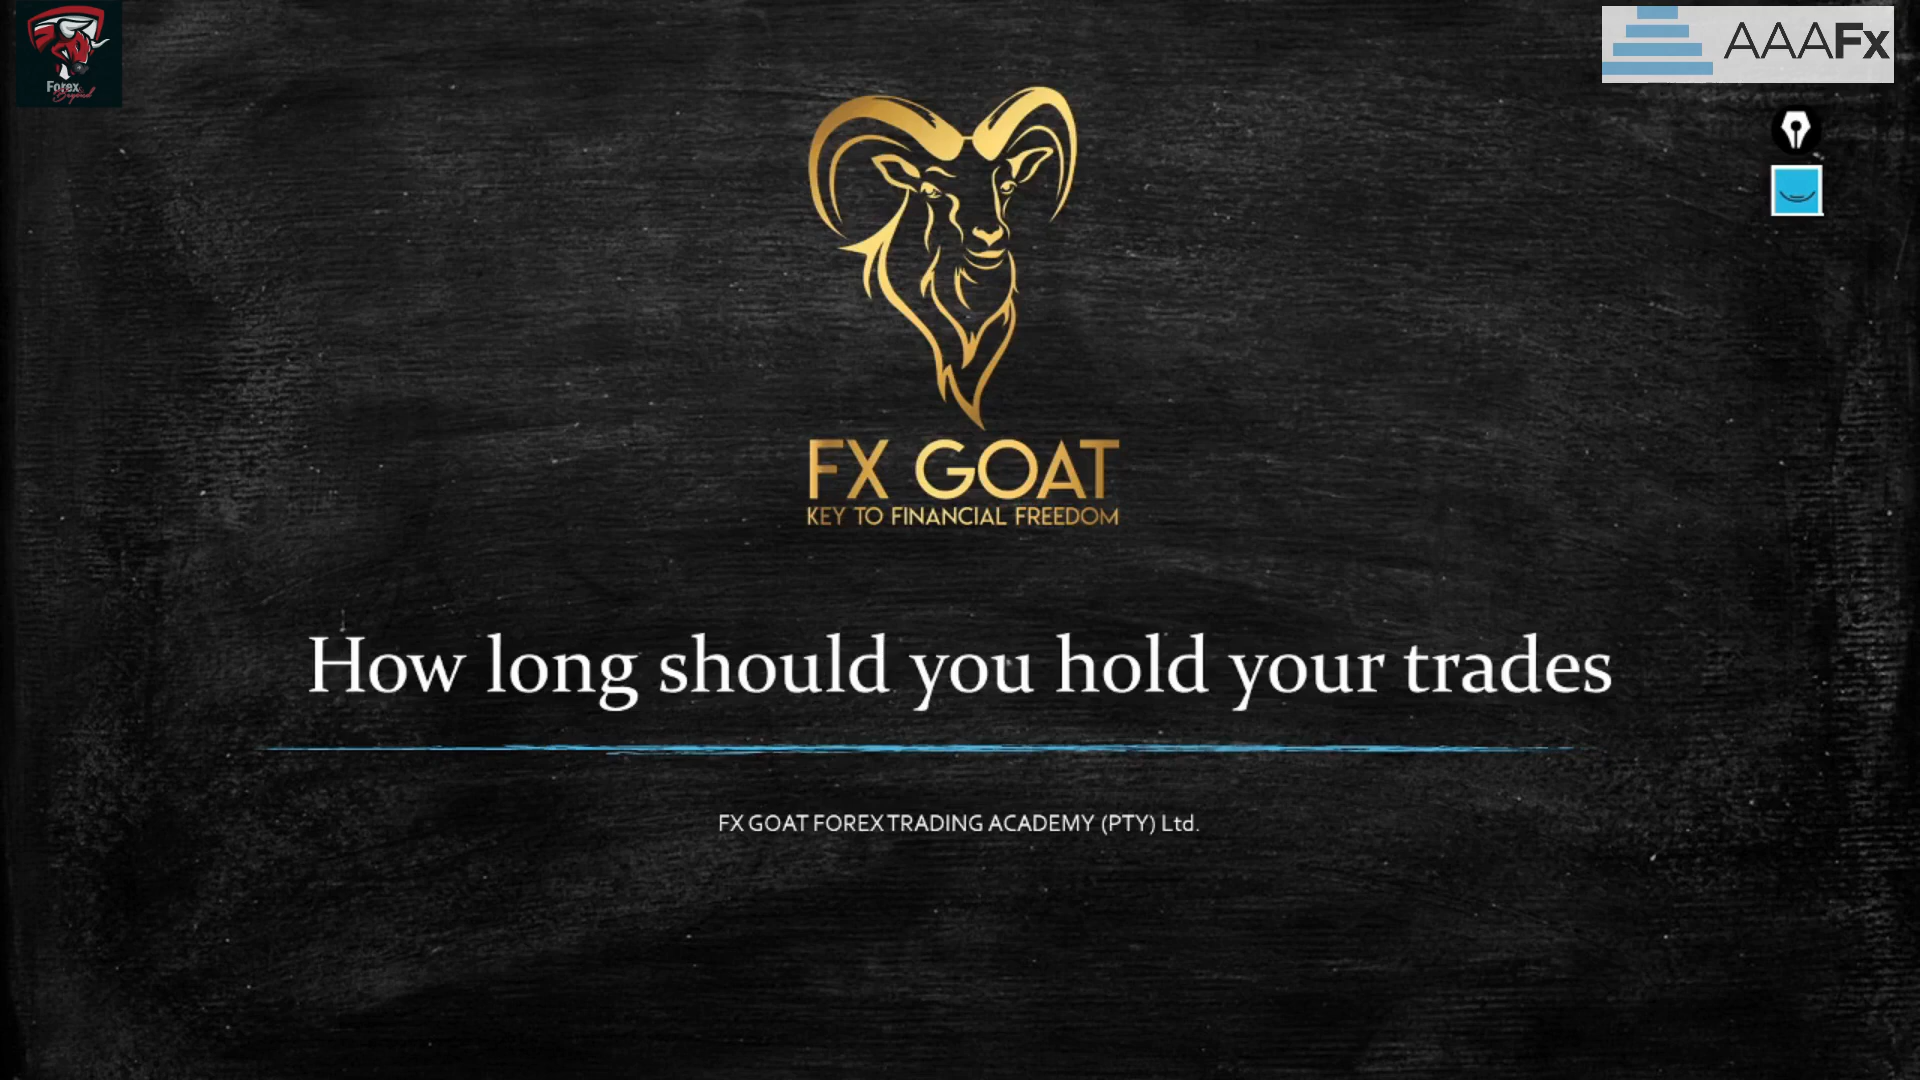 Forex
Beyond
AAAFx
FX GOAT
KEY TO FINANCIAL FREEDOM
How long should you hold your trades
FX GOAT FOREX TRADING ACADEMY (PTY) Ltd.